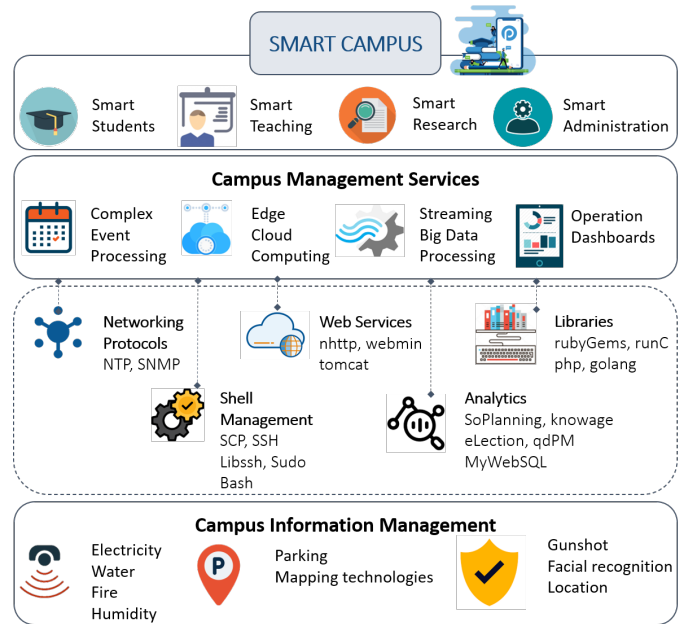 SMART CAMPUS
Smart
Students
Smart
Teaching
Smart
Research
Smart
Administration
Campus Management Services
Complex
Event
Processing
Edge
Cloud
Computing
Streaming
Big Data
Processing
Operation
Dashboards
Networking
Protocols
NTP, SNMP
Web Services
nhttp, webmin
tomcat
Libraries
rubyGems, runC
php, golang
Shell
Management
SCP, SSH
Libssh, Sudo
Bash
Analytics
SoPlanning, knowage
eLection, qdPM
MyWebSQL
Campus Information Management
Electricity
Water
Fire
Humidity
P
Parking
Mapping technologies
Gunshot
Facial recognition
Location